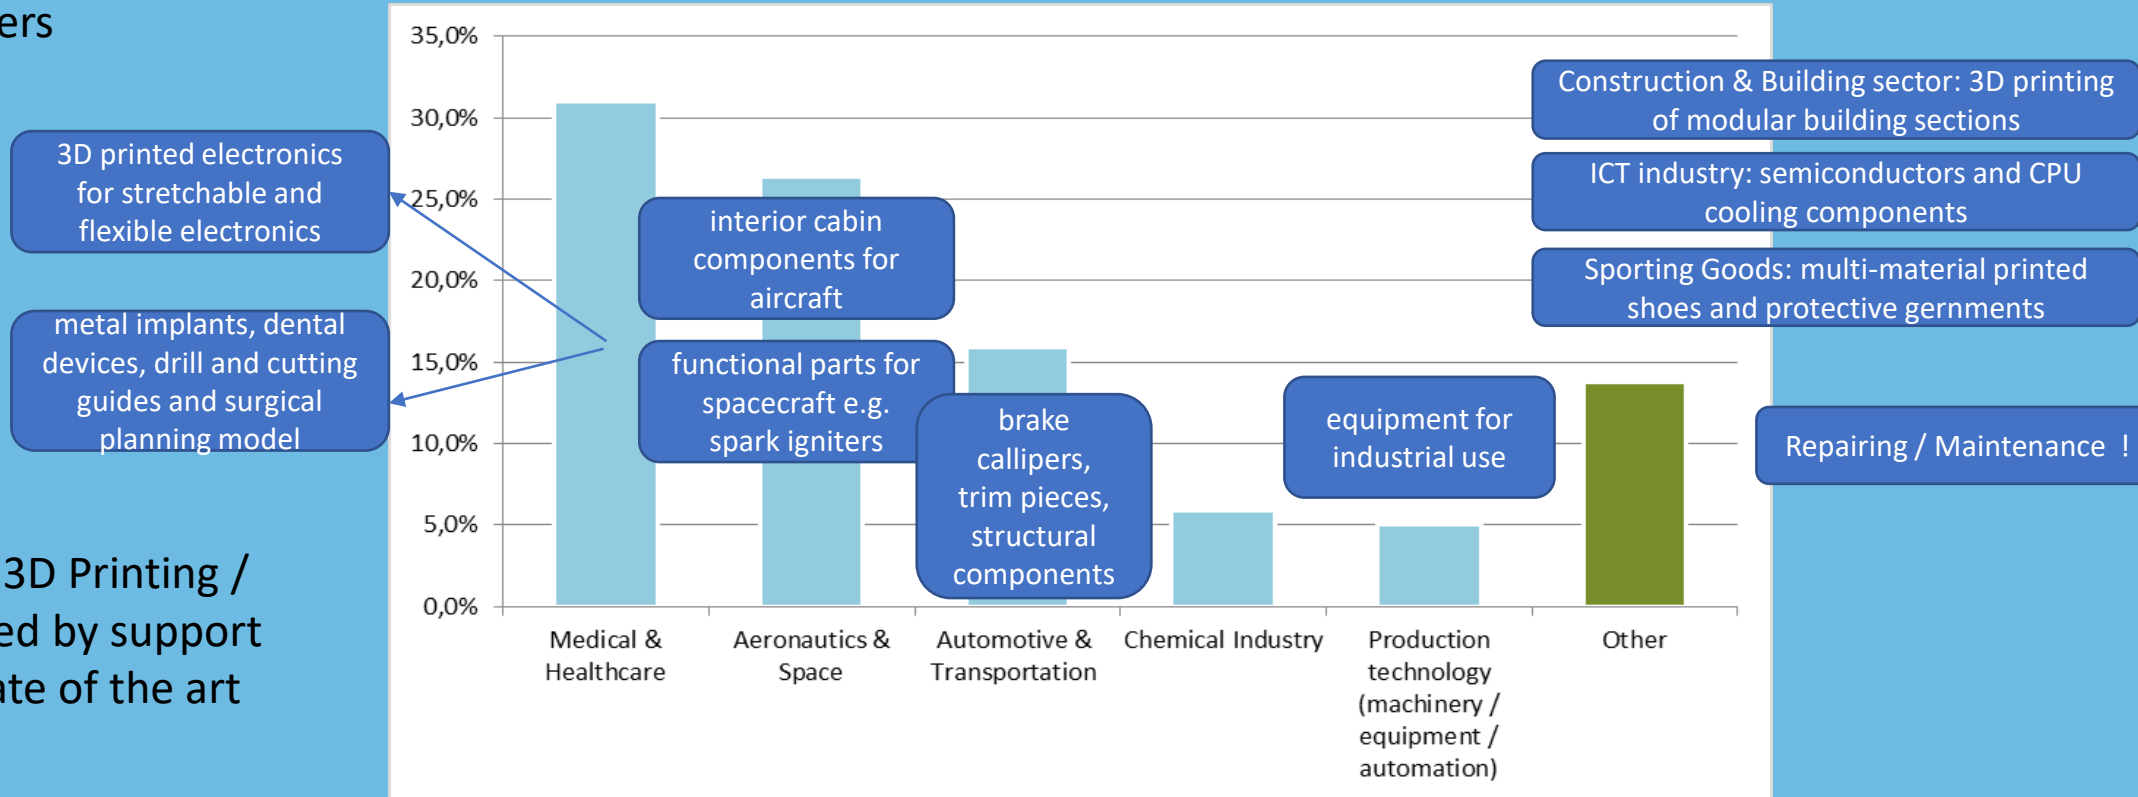 ers
35,0%
30,0%
25,0%
20,0%
15,0%
10,0%
5,0%
0,0%
3D printed electronics
for stretchable and
flexible electronics
metal implants, dental
devices, drill and cutting
guides and surgical
planning model
interior cabin
components for
aircraft
functional parts for
spacecraft e.g.
spark igniters
brake
callipers,
trim pieces,
structural
components
equipment for
industrial use
Construction & Building sector: 3D printing
of modular building sections
ICT industry: semiconductors and CPU
cooling components
Sporting Goods: multi-material printed
shoes and protective gernments
Repairing / Maintenance !
3D Printing /
ed by support
ate of the art
Medical &
Healthcare
Aeronautics &
Space
Automotive &
Transportation
Chemical Industry
Production
technology
(machinery /
equipment /
automation)
Other